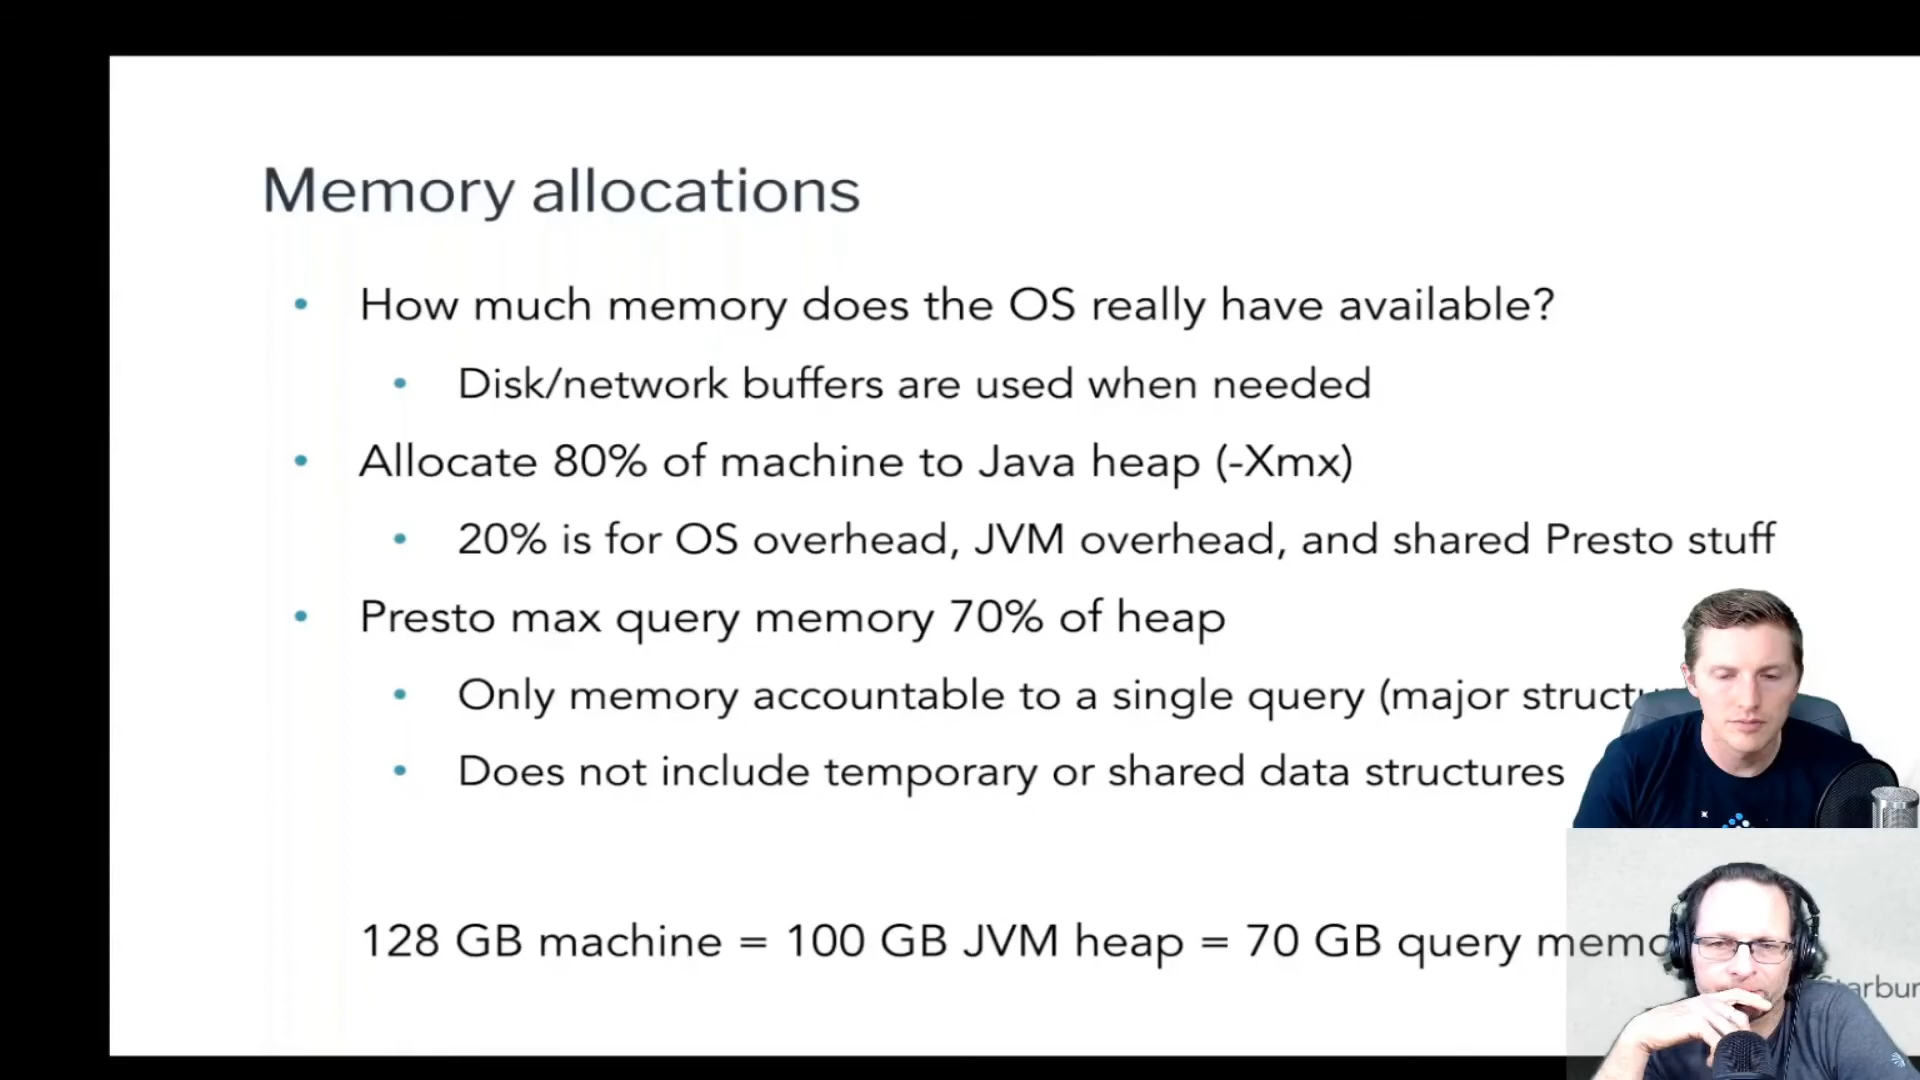 Memory allocations
How much memory does the OS really have available?
Disk/network buffers are used when needed
Allocate 80% of machine to Java heap (-Xmx)
20% is for OS overhead, JVM overhead, and shared Presto stuff
Presto max query memory 70% of heap
Only memory accountable to a single query (major
Does not include temporary or shared data structures
128 GB machine = 100 GB JVM heap = 70 GB query